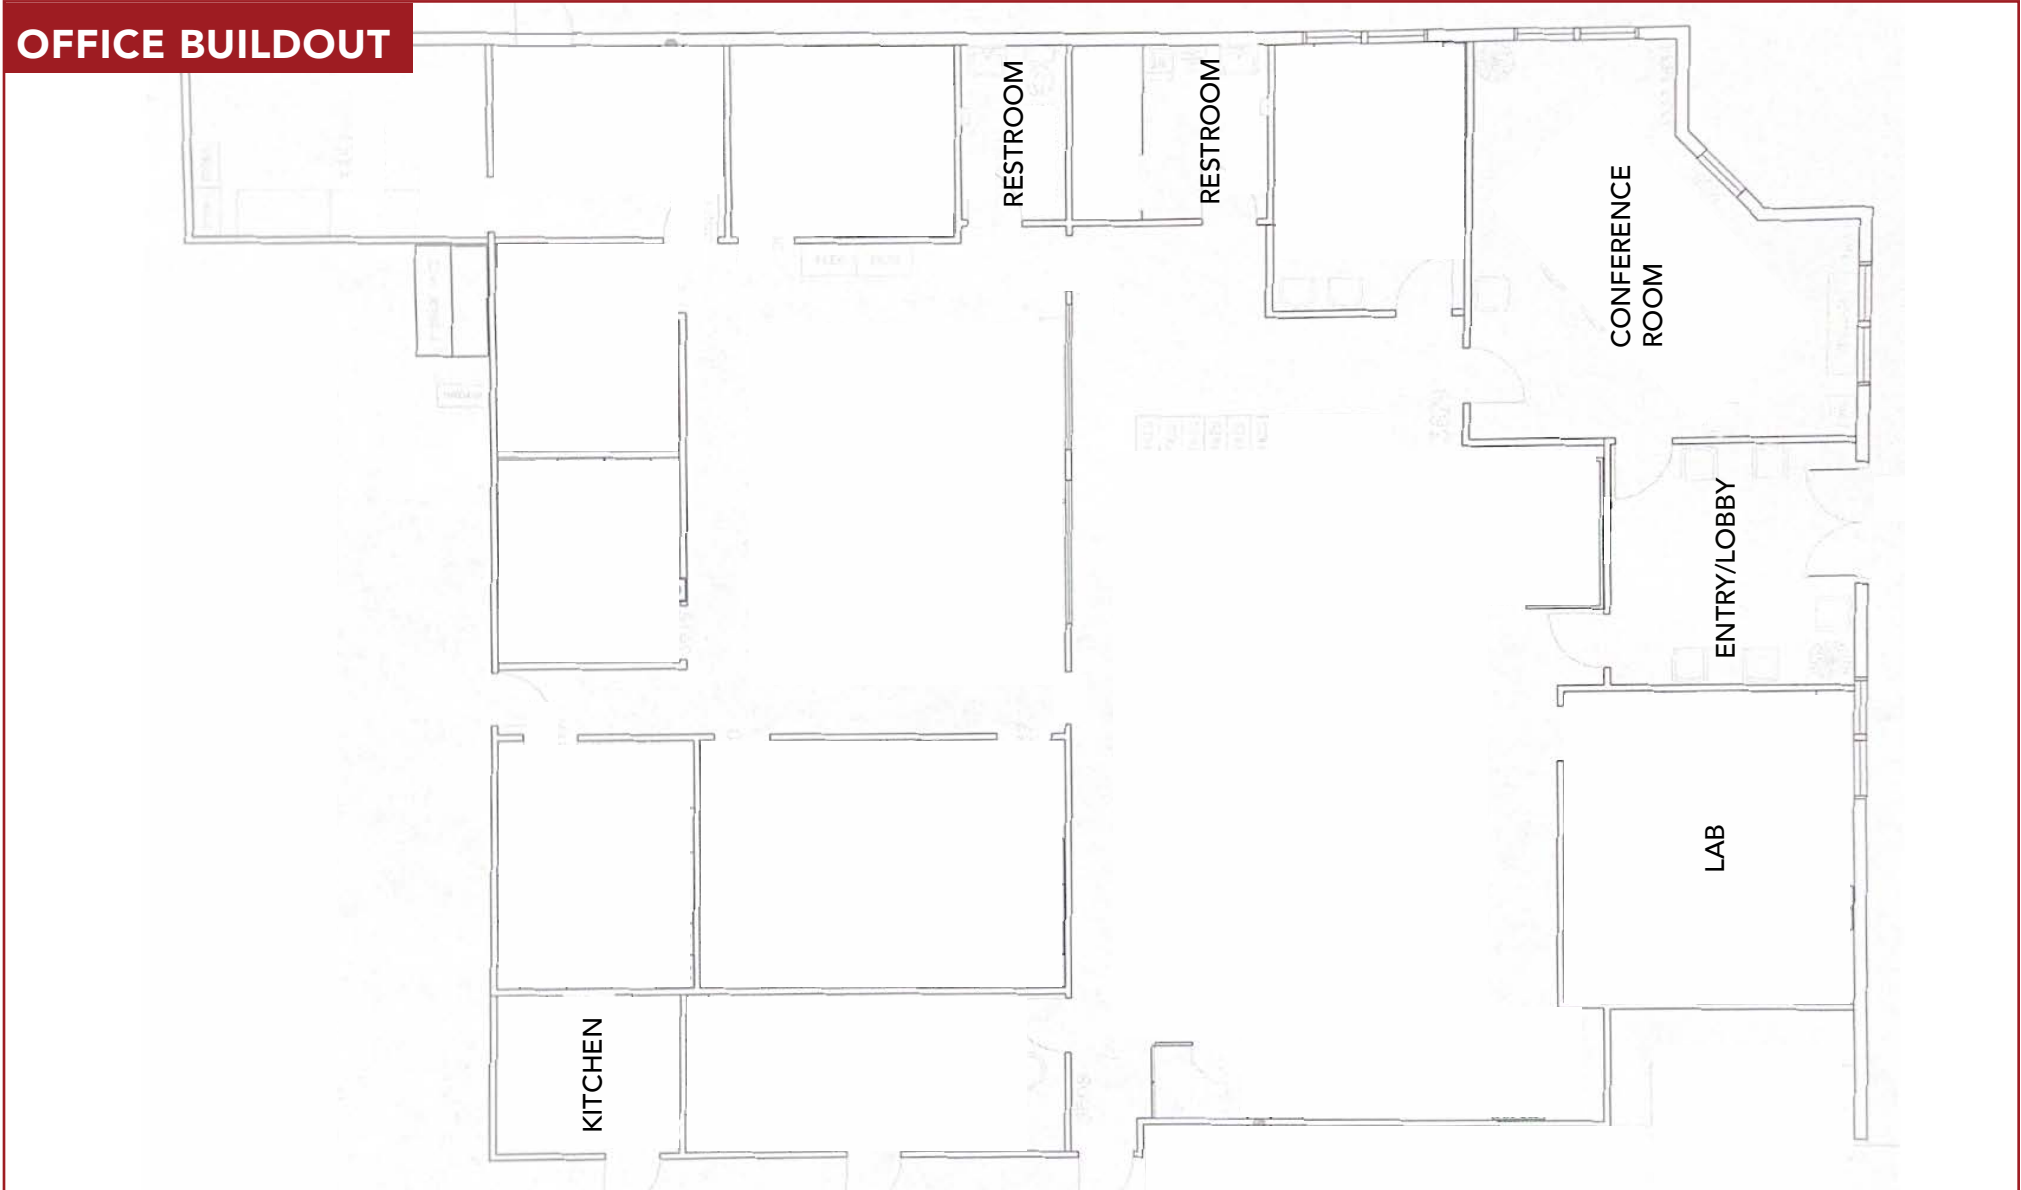 OFFICE BUILDOUT
RESTROOM
RESTROOM
CONFERENCE
ROOM
ENTRY/LOBBY
LAB
KITCHEN